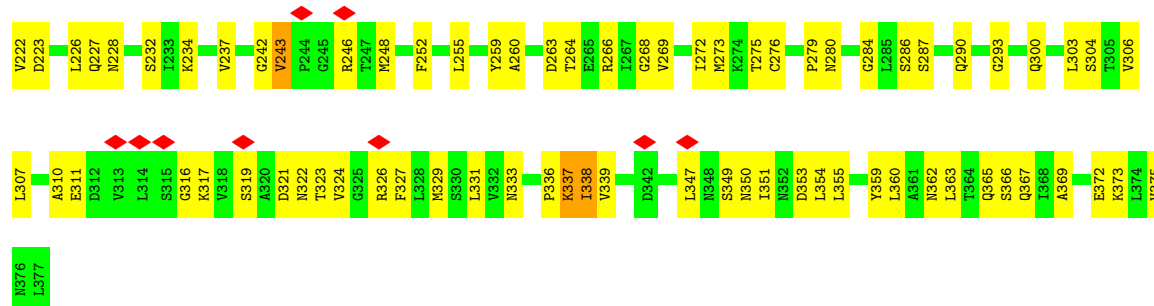 V222 D223 L226 Q227 N228 S232 I233 K234 V237 G242 V243 P244 G245 R246 T247 M248 F252 L255 Y259 A260 D263 T264 E265 R266 I267 G268 V269 I272 M273 K274 T275 C276 P279 N280 G284 L285 S286 S287 Q290 G293 Q300 L303 S304 T305 V306
L307 A310 E311 D312 V313 L314 S315 G316 K317 V318 S319 A320 D321 N322 T323 V324 G325 R326 F327 L328 M329 S330 L331 V332 N333 P336 K337 I338 V339 D342 L347 N348 S349 N350 I351 N352 D353 L354 L355 Y359 L360 A361 N362 L363 T364 Q365 S366 Q367 I368 A369 E372 K373 L374
N376 L377